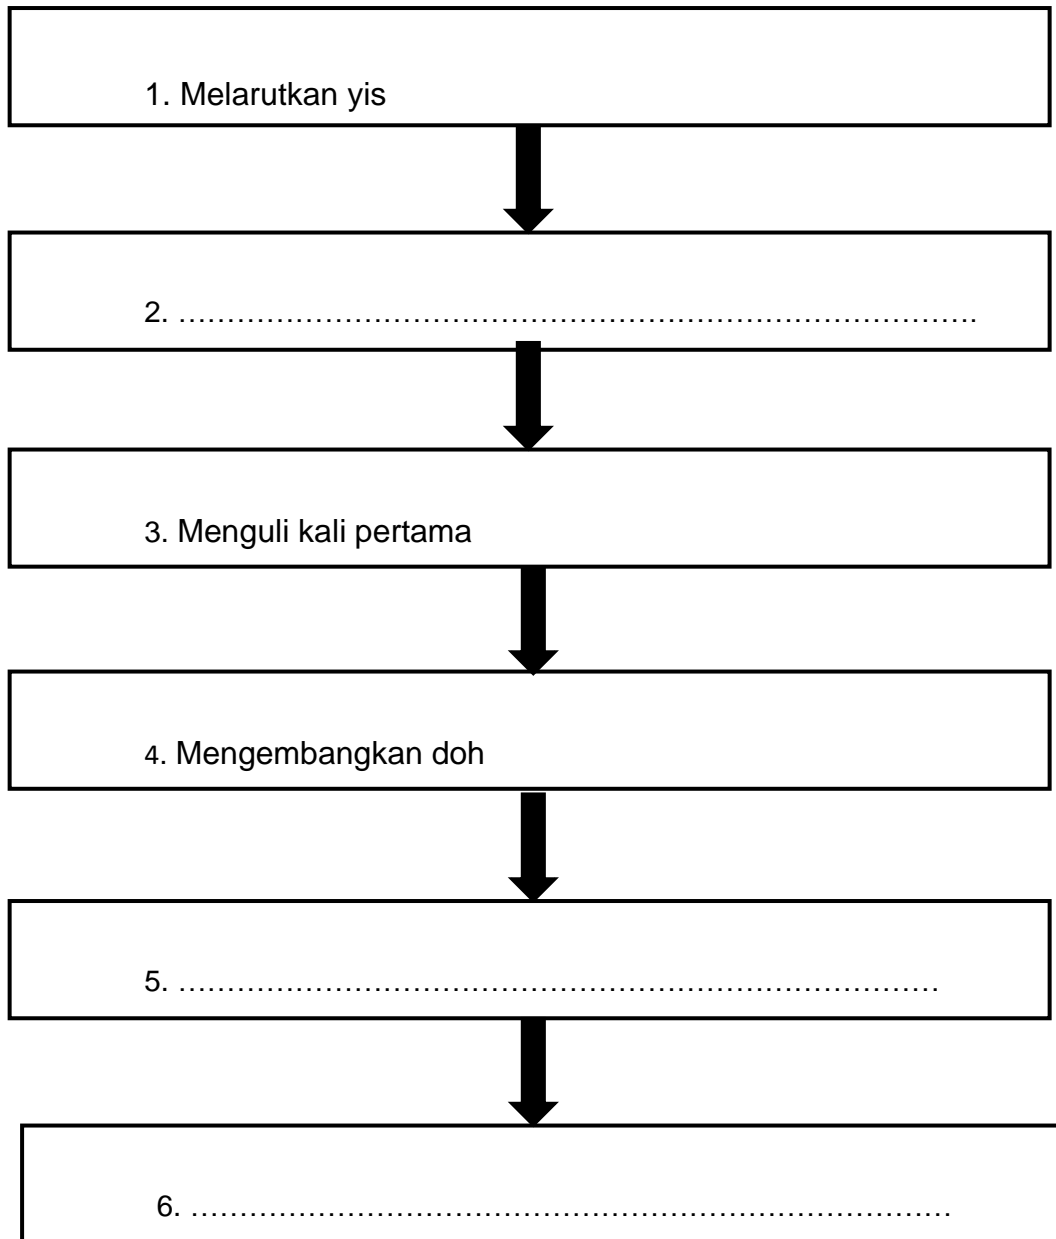 1. Melarutkan yis
2. ……………………………………………………………………….
3. Menguli kali pertama
4. Mengembangkan doh
5. ……………………………………………………………………
6. ……………………………………………………………………